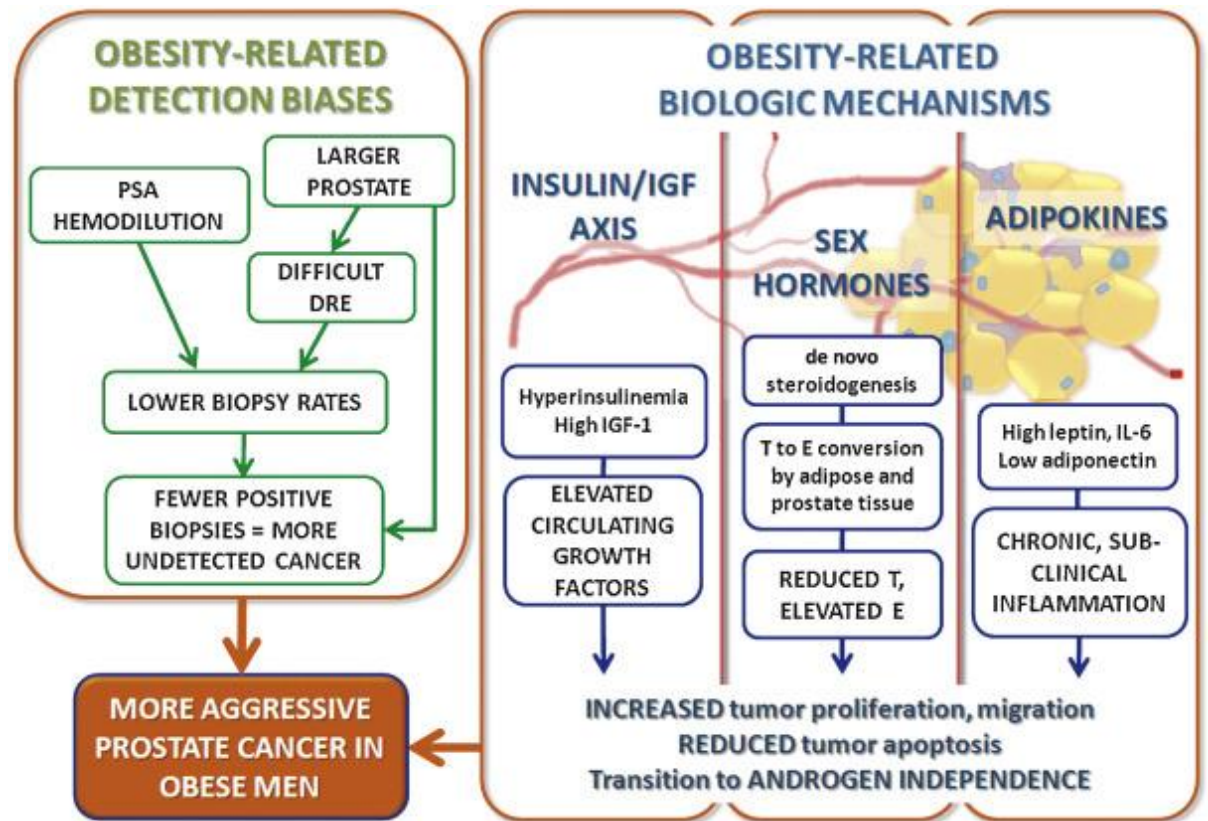 OBESITY-RELATED
DETECTION BIASES
PSA
HEMODILUTION
LARGER
PROSTATE
DIFFICULT
DRE
LOWER BIOPSY RATES
FEWER POSITIVE
BIOPSIES = MORE
UNDETECTED CANCER
MORE AGGRESSIVE
PROSTATE CANCER IN
OBESE MEN
OBESITY-RELATED
BIOLOGIC MECHANISMS
INSULIN/IGF
AXIS
Hyperinsulinemia
High IGF-1
ELEVATED
CIRCULATING
GROWTH
FACTORS
SEX
HORMONES
de novo
steroidogenesis
T to E conversion
by adipose and
prostate tissue
REDUCED T,
ELEVATED E
ADIPOKINES
High leptin, IL-6
Low adiponectin
CHRONIC, SUB-
CLINICAL
INFLAMMATION
INCREASED tumor proliferation, migration
REDUCED tumor apoptosis
Transition to ANDROGEN INDEPENDENCE